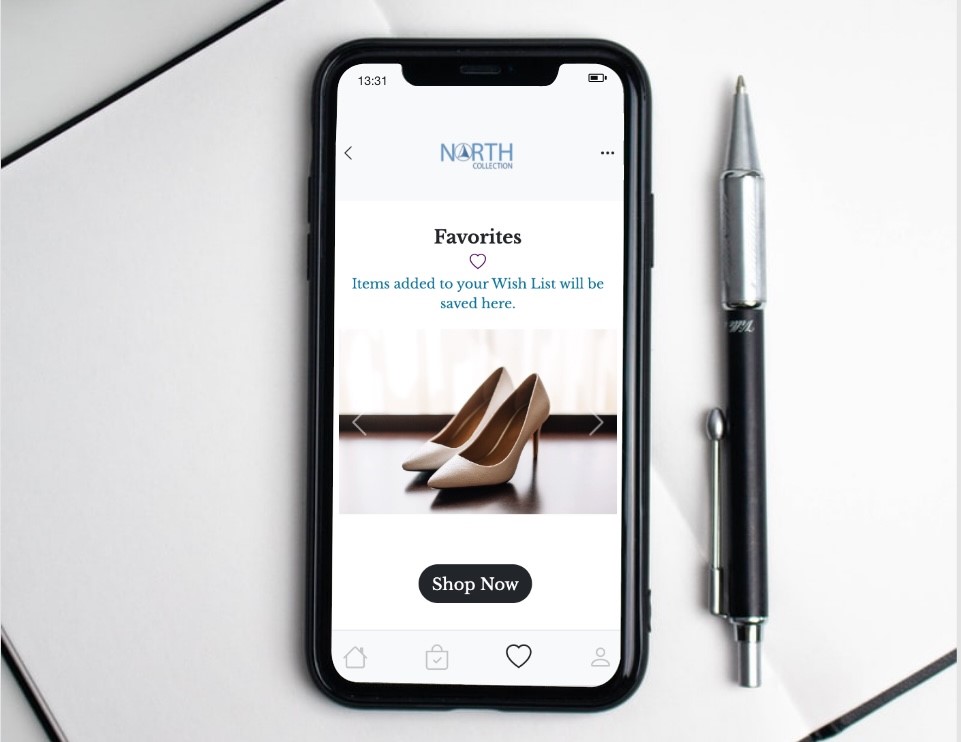 13:31
NORTH
COLLECTION
Favorites
Items added to your Wish List will be
saved here.
Shop Now